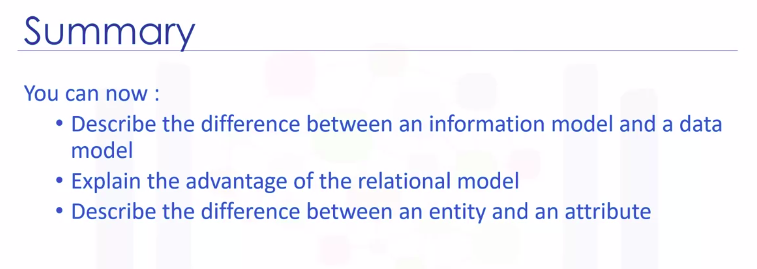 Summary
You can now :
• Describe the difference between an information model and a data
model
• Explain the advantage of the relational model
• Describe the difference between an entity and an attribute